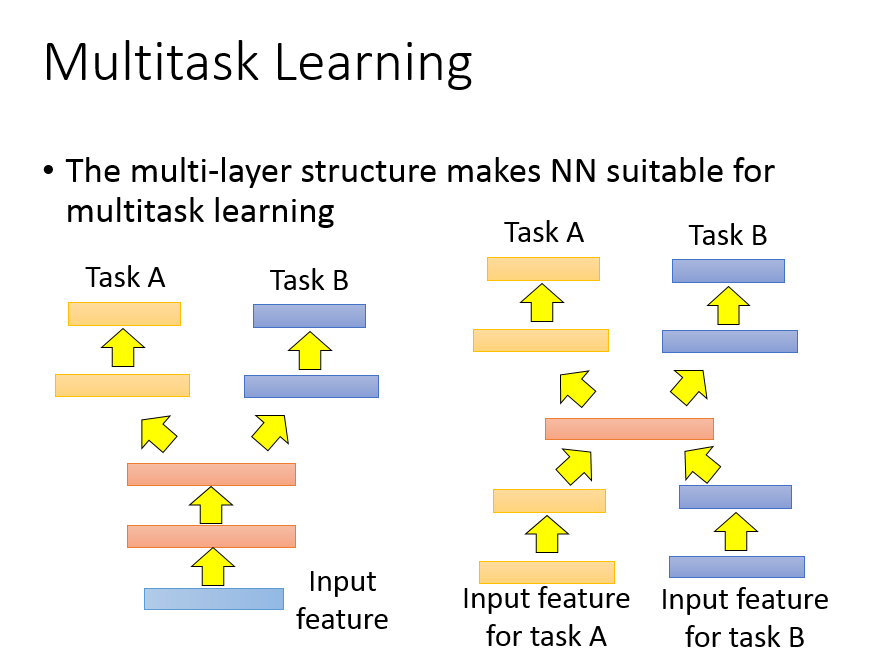 Multitask Learning
• The multi-layer structure makes NN suitable for
multitask learning
Task A
Task B
Input
feature
Task A
Task B
Input feature
for task A
Input feature
for task B